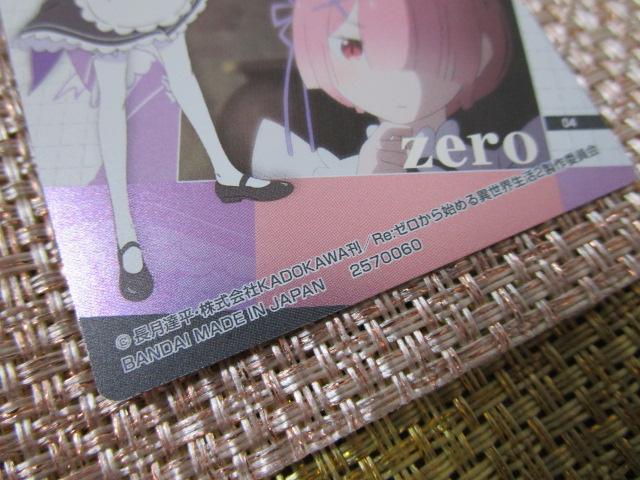 04
zero
© 長月達平・株式会社KADOKAWA刊／Re:ゼロから始める異世界生活2製作委員会
BANDAI MADE IN JAPAN 2570060